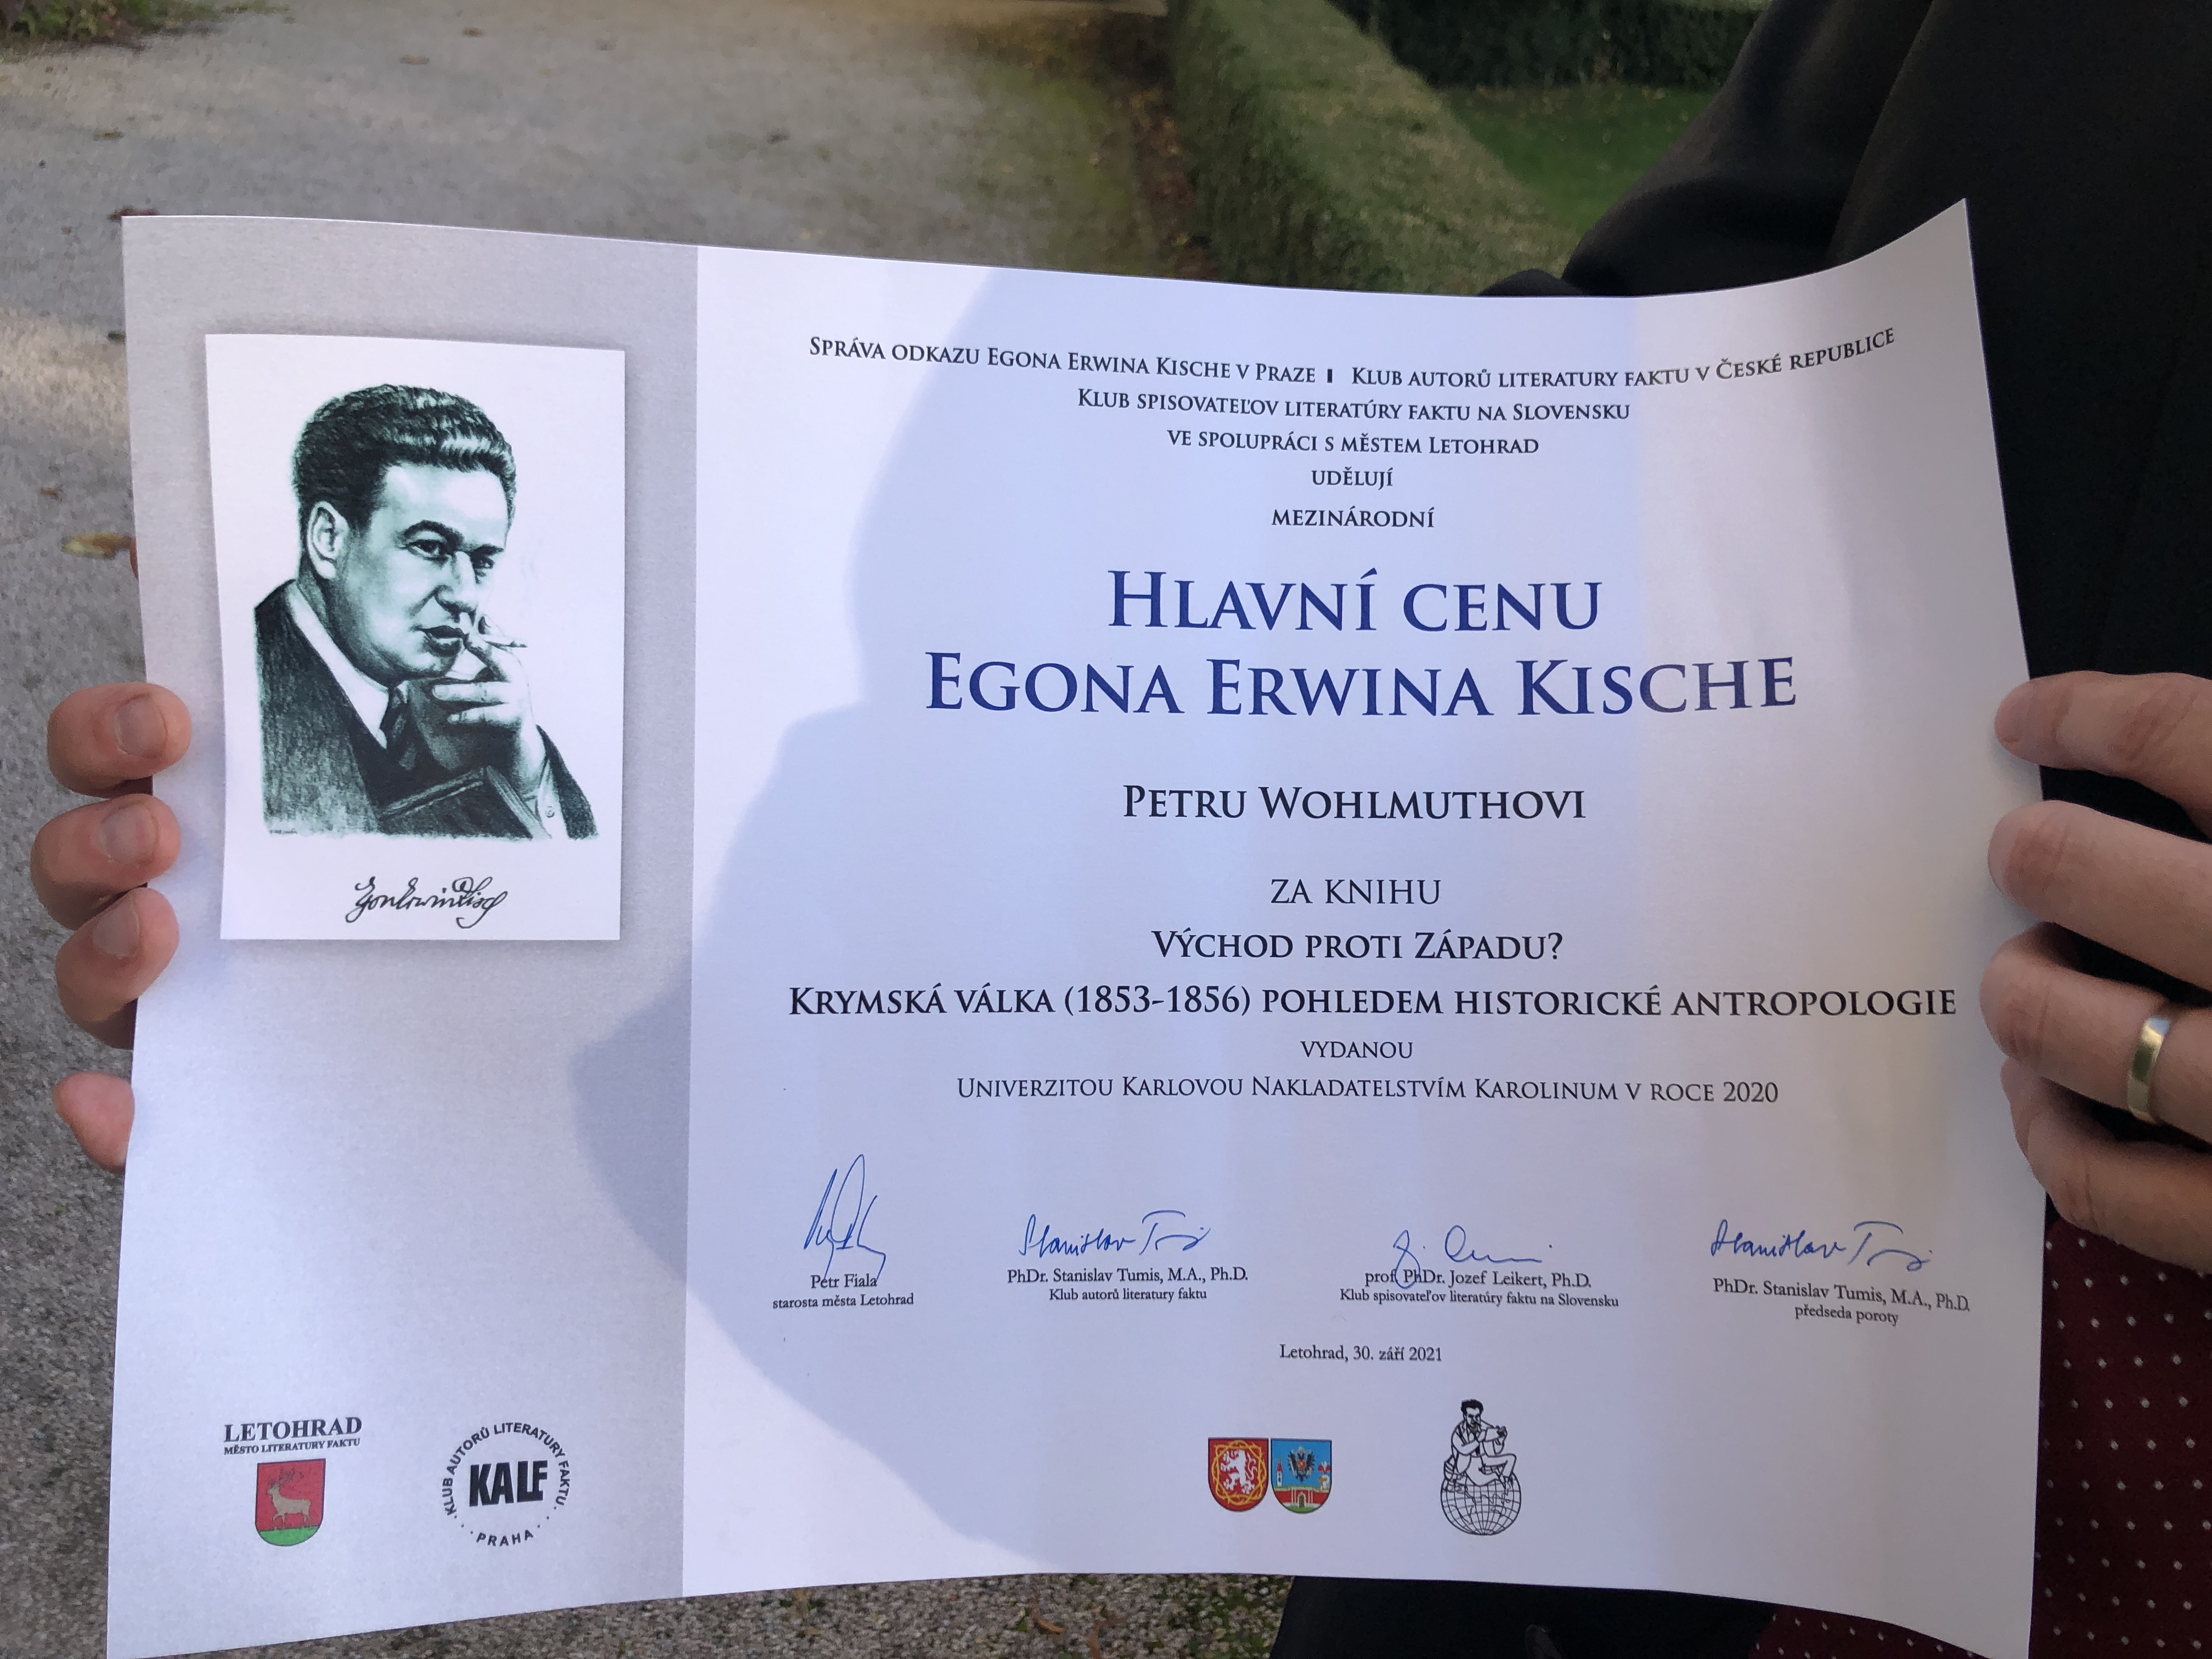 Správa odkazu Egona Erwina Kische v Praze | Klub autorů literatury faktu v České republice
Klub spisovateľov literatúry faktu na Slovensku
ve spolupráci s městem Letohrad
udělují
mezinárodní
Hlavní cenu
Egona Erwina Kische
Petru Wohlmuthovi
za knihu
Východ proti Západu?
Krymská válka (1853-1856) pohledem historické antropologie
vydanou
Univerzitou Karlovou Nakladatelstvím Karolinum v roce 2020
Stanislav
Stanislav
Petr Fiala
starosta města Letohrad
PhDr. Stanislav Tumis, M.A., Ph.D.
Klub autorů literatury faktu
prof. PhDr. Jozef Leikert, Ph.D.
Klub spisovateľov literatúry faktu na Slovensku
PhDr. Stanislav Tumis, M.A., Ph.D.
předseda poroty
Letohrad, 30. září 2021
LETOHRAD
MĚSTO LITERATURY FAKTU
KLUB AUTORŮ LITERATURY FAKTU
KALF
PRAHA